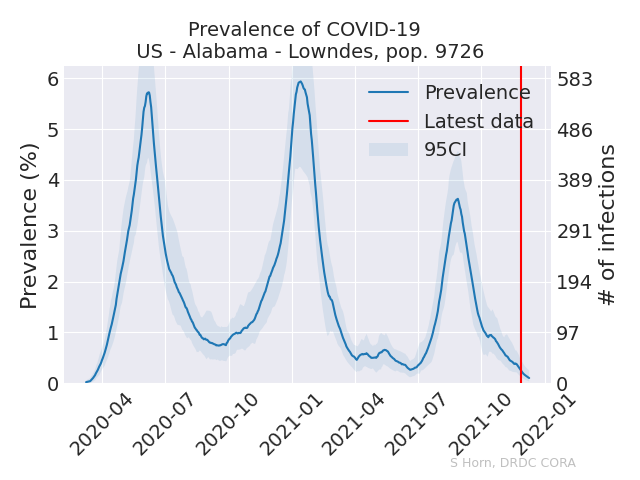 Prevalence of COVID-19
US - Alabama - Lowndes, pop. 9726
Prevalence (%)
6
5
4
3
2
1
0
Prevalence
Latest data
95CI
583
486
389
291
194
97
0
# of infections
2020-04
2020-07
2020-10
2021-01
2021-04
2021-07
2021-10
2022-01
S Horn, DRDC CORA